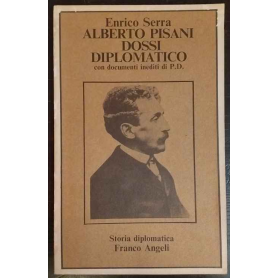 Enrico Serra
ALBERTO PISANI
DOSSI
DIPLOMATICO
con documenti inediti di P.D.
Storia diplomatica
Franco Angeli